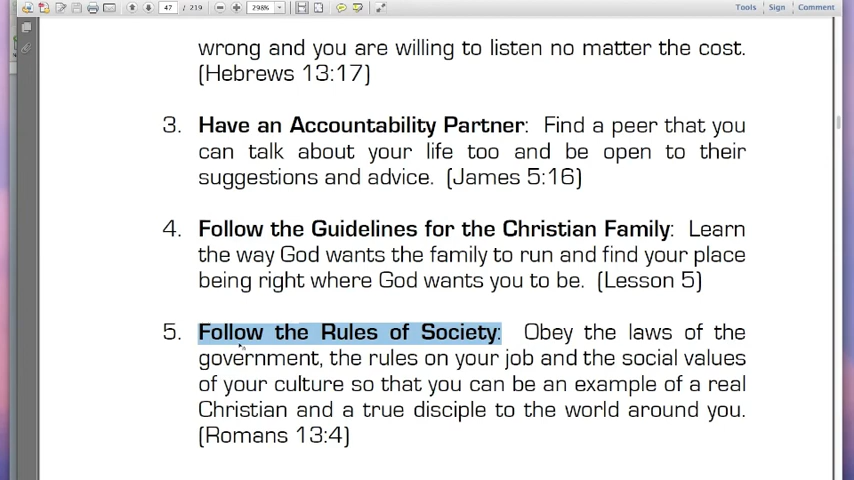 47 / 219
298%
Tools Sign Comment
wrong and you are willing to listen no matter the cost.
(Hebrews 13:17)
3. Have an Accountability Partner: Find a peer that you
can talk about your life too and be open to their
suggestions and advice. (James 5:16)
4. Follow the Guidelines for the Christian Family: Learn
the way God wants the family to run and find your place
being right where God wants you to be. (Lesson 5)
5. Follow the Rules of Society: Obey the laws of the
government, the rules on your job and the social values
of your culture so that you can be an example of a real
Christian and a true disciple to the world around you.
(Romans 13:4)